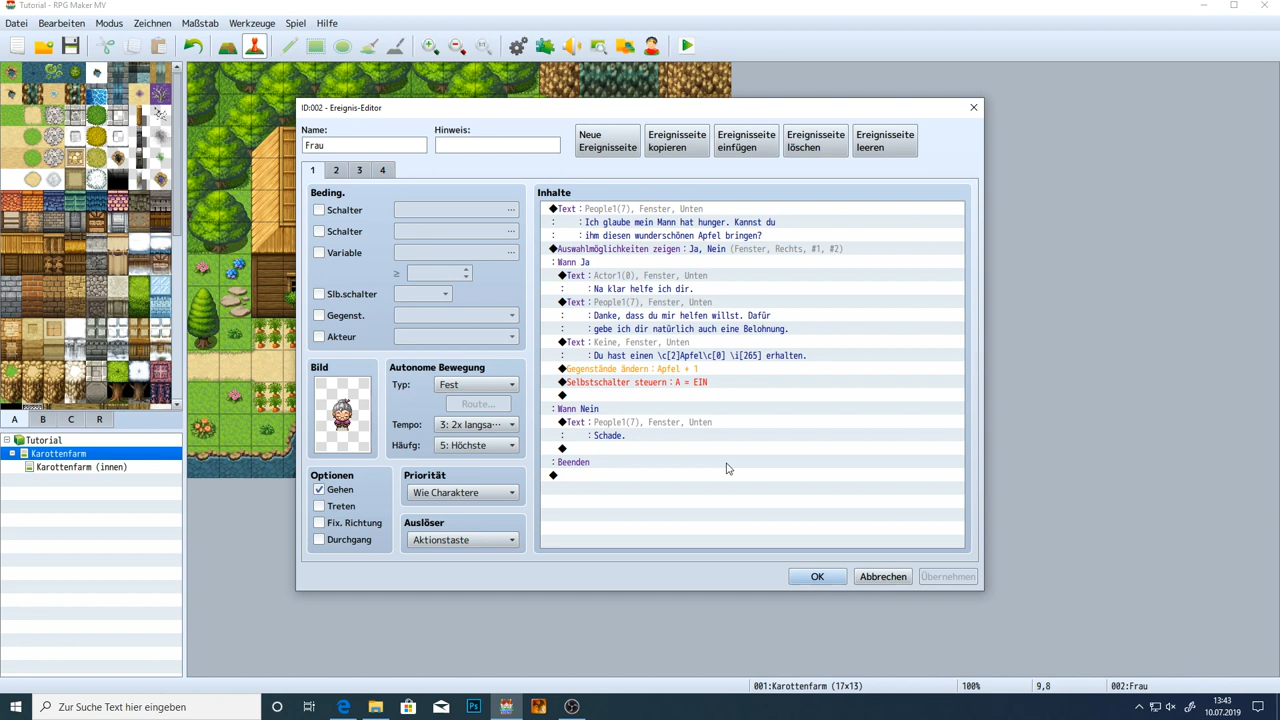 Tutorial - RPG Maker MV
Datei Bearbeiten Modus Zeichnen Maßstab Werkzeuge Spiel Hilfe
1:1
ID:002 - Ereignis-Editor
Name: Hinweis:
Frau
Neue Ereignisseite
Ereignisseite kopieren
Ereignisseite einfügen
Ereignisseite löschen
Ereignisseite leeren
1 2 3 4
Beding.
Schalter ...
Schalter ...
Variable ...
≥
Slb.schalter
Gegenst.
Akteur
Bild
Autonome Bewegung
Typ: Fest
Route...
Tempo: 3: 2x langsa…
Häufg: 5: Höchste
Optionen
Gehen
Treten
Fix. Richtung
Durchgang
Priorität
Wie Charaktere
Auslöser
Aktionstaste
Inhalte
◆Text：People1(7), Fenster, Unten
：　　：Ich glaube mein Mann hat hunger. Kannst du
：　　：ihm diesen wunderschönen Apfel bringen?
◆Auswahlmöglichkeiten zeigen：Ja, Nein (Fenster, Rechts, #1, #2)
：Wann Ja
◆Text：Actor1(0), Fenster, Unten
：　　：Na klar helfe ich dir.
◆Text：People1(7), Fenster, Unten
：　　：Danke, dass du mir helfen willst. Dafür
：　　：gebe ich dir natürlich auch eine Belohnung.
◆Text：Keine, Fenster, Unten
：　　：Du hast einen \c[2]Apfel\c[0] \i[265] erhalten.
◆Gegenstände ändern：Apfel + 1
◆Selbstschalter steuern：A = EIN
◆
：Wann Nein
◆Text：People1(7), Fenster, Unten
：　　：Schade.
◆
：Beenden
◆
OK Abbrechen Übernehmen
A B C R
Tutorial
Karottenfarm
Karottenfarm (innen)
001:Karottenfarm (17×13) 100% 9,8 002:Frau
Zur Suche Text hier eingeben
Ps
13:43
10.07.2019